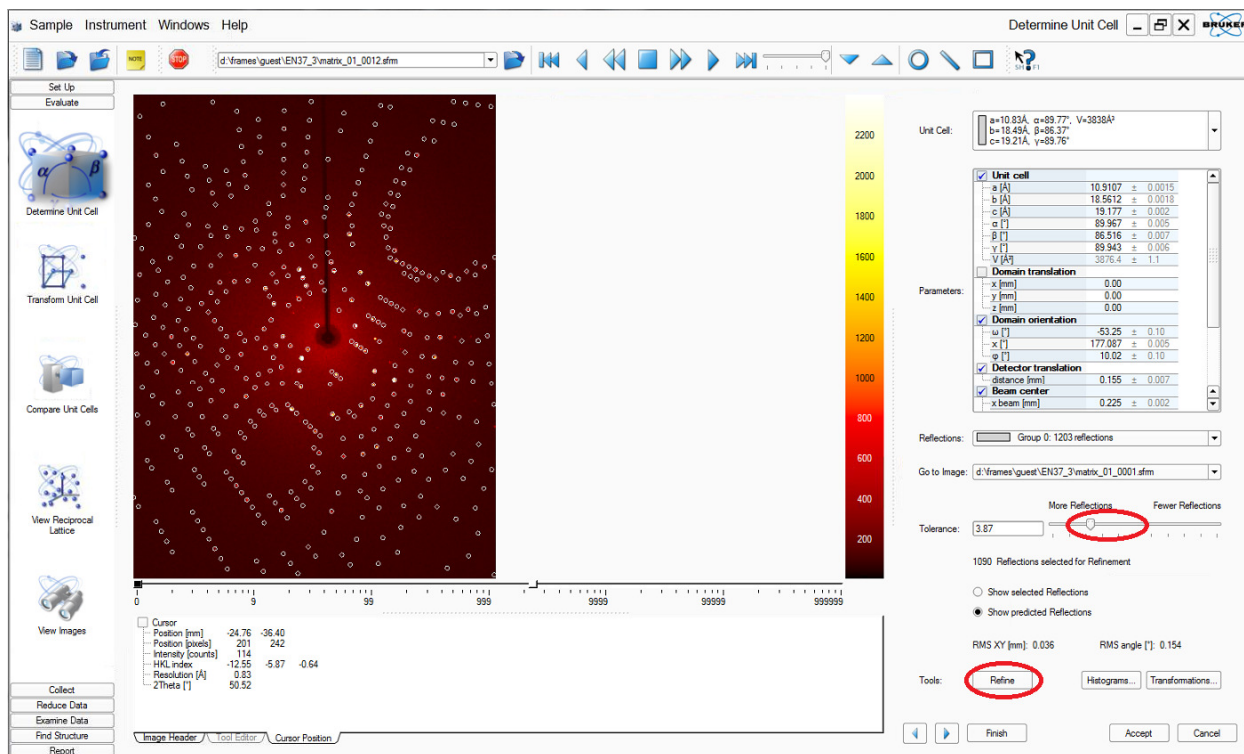 Sample Instrument Windows Help
Determine Unit Cell
BRUKER
NOTE
STOP
d:\frames\guest\EN37_3\matrix_01_0012.sfrm
Set Up
Evaluate
α β
Determine Unit Cell
Transform Unit Cell
Compare Unit Cells
View Reciprocal
Lattice
View Images
Collect
Reduce Data
Examine Data
Find Structure
Report
2200
2000
1800
1600
1400
1200
1000
800
600
400
200
0 9 99 999 9999 99999 999999
Cursor
Position [mm] -24.76 -36.40
Position [pixels] 201 242
Intensity [counts] 114
HKL index -12.55 -5.87 -0.64
Resolution [Å] 0.83
2Theta [°] 50.52
Image Header Tool Editor Cursor Position
Unit Cell:
a=10.83Å, α=89.77°, V=3838Å³
b=18.49Å, β=86.37°
c=19.21Å, γ=89.76°
Parameters:
Unit cell
a [Å] 10.9107 ± 0.0015
b [Å] 18.5612 ± 0.0018
c [Å] 19.177 ± 0.002
α [°] 89.967 ± 0.005
β [°] 86.516 ± 0.007
γ [°] 89.943 ± 0.006
V [Å³] 3876.4 ± 1.1
Domain translation
x [mm] 0.00
y [mm] 0.00
z [mm] 0.00
Domain orientation
ω [°] -53.25 ± 0.10
χ [°] 177.087 ± 0.005
φ [°] 10.02 ± 0.10
Detector translation
distance [mm] 0.155 ± 0.007
Beam center
x beam [mm] 0.225 ± 0.002
Reflections: Group 0: 1203 reflections
Go to Image: d:\frames\guest\EN37_3\matrix_01_0001.sfrm
More Reflections Fewer Reflections
Tolerance: 3.87
1090 Reflections selected for Refinement
Show selected Reflections
Show predicted Reflections
RMS XY [mm]: 0.036 RMS angle [°]: 0.154
Tools: Refine Histograms... Transformations...
Finish Accept Cancel